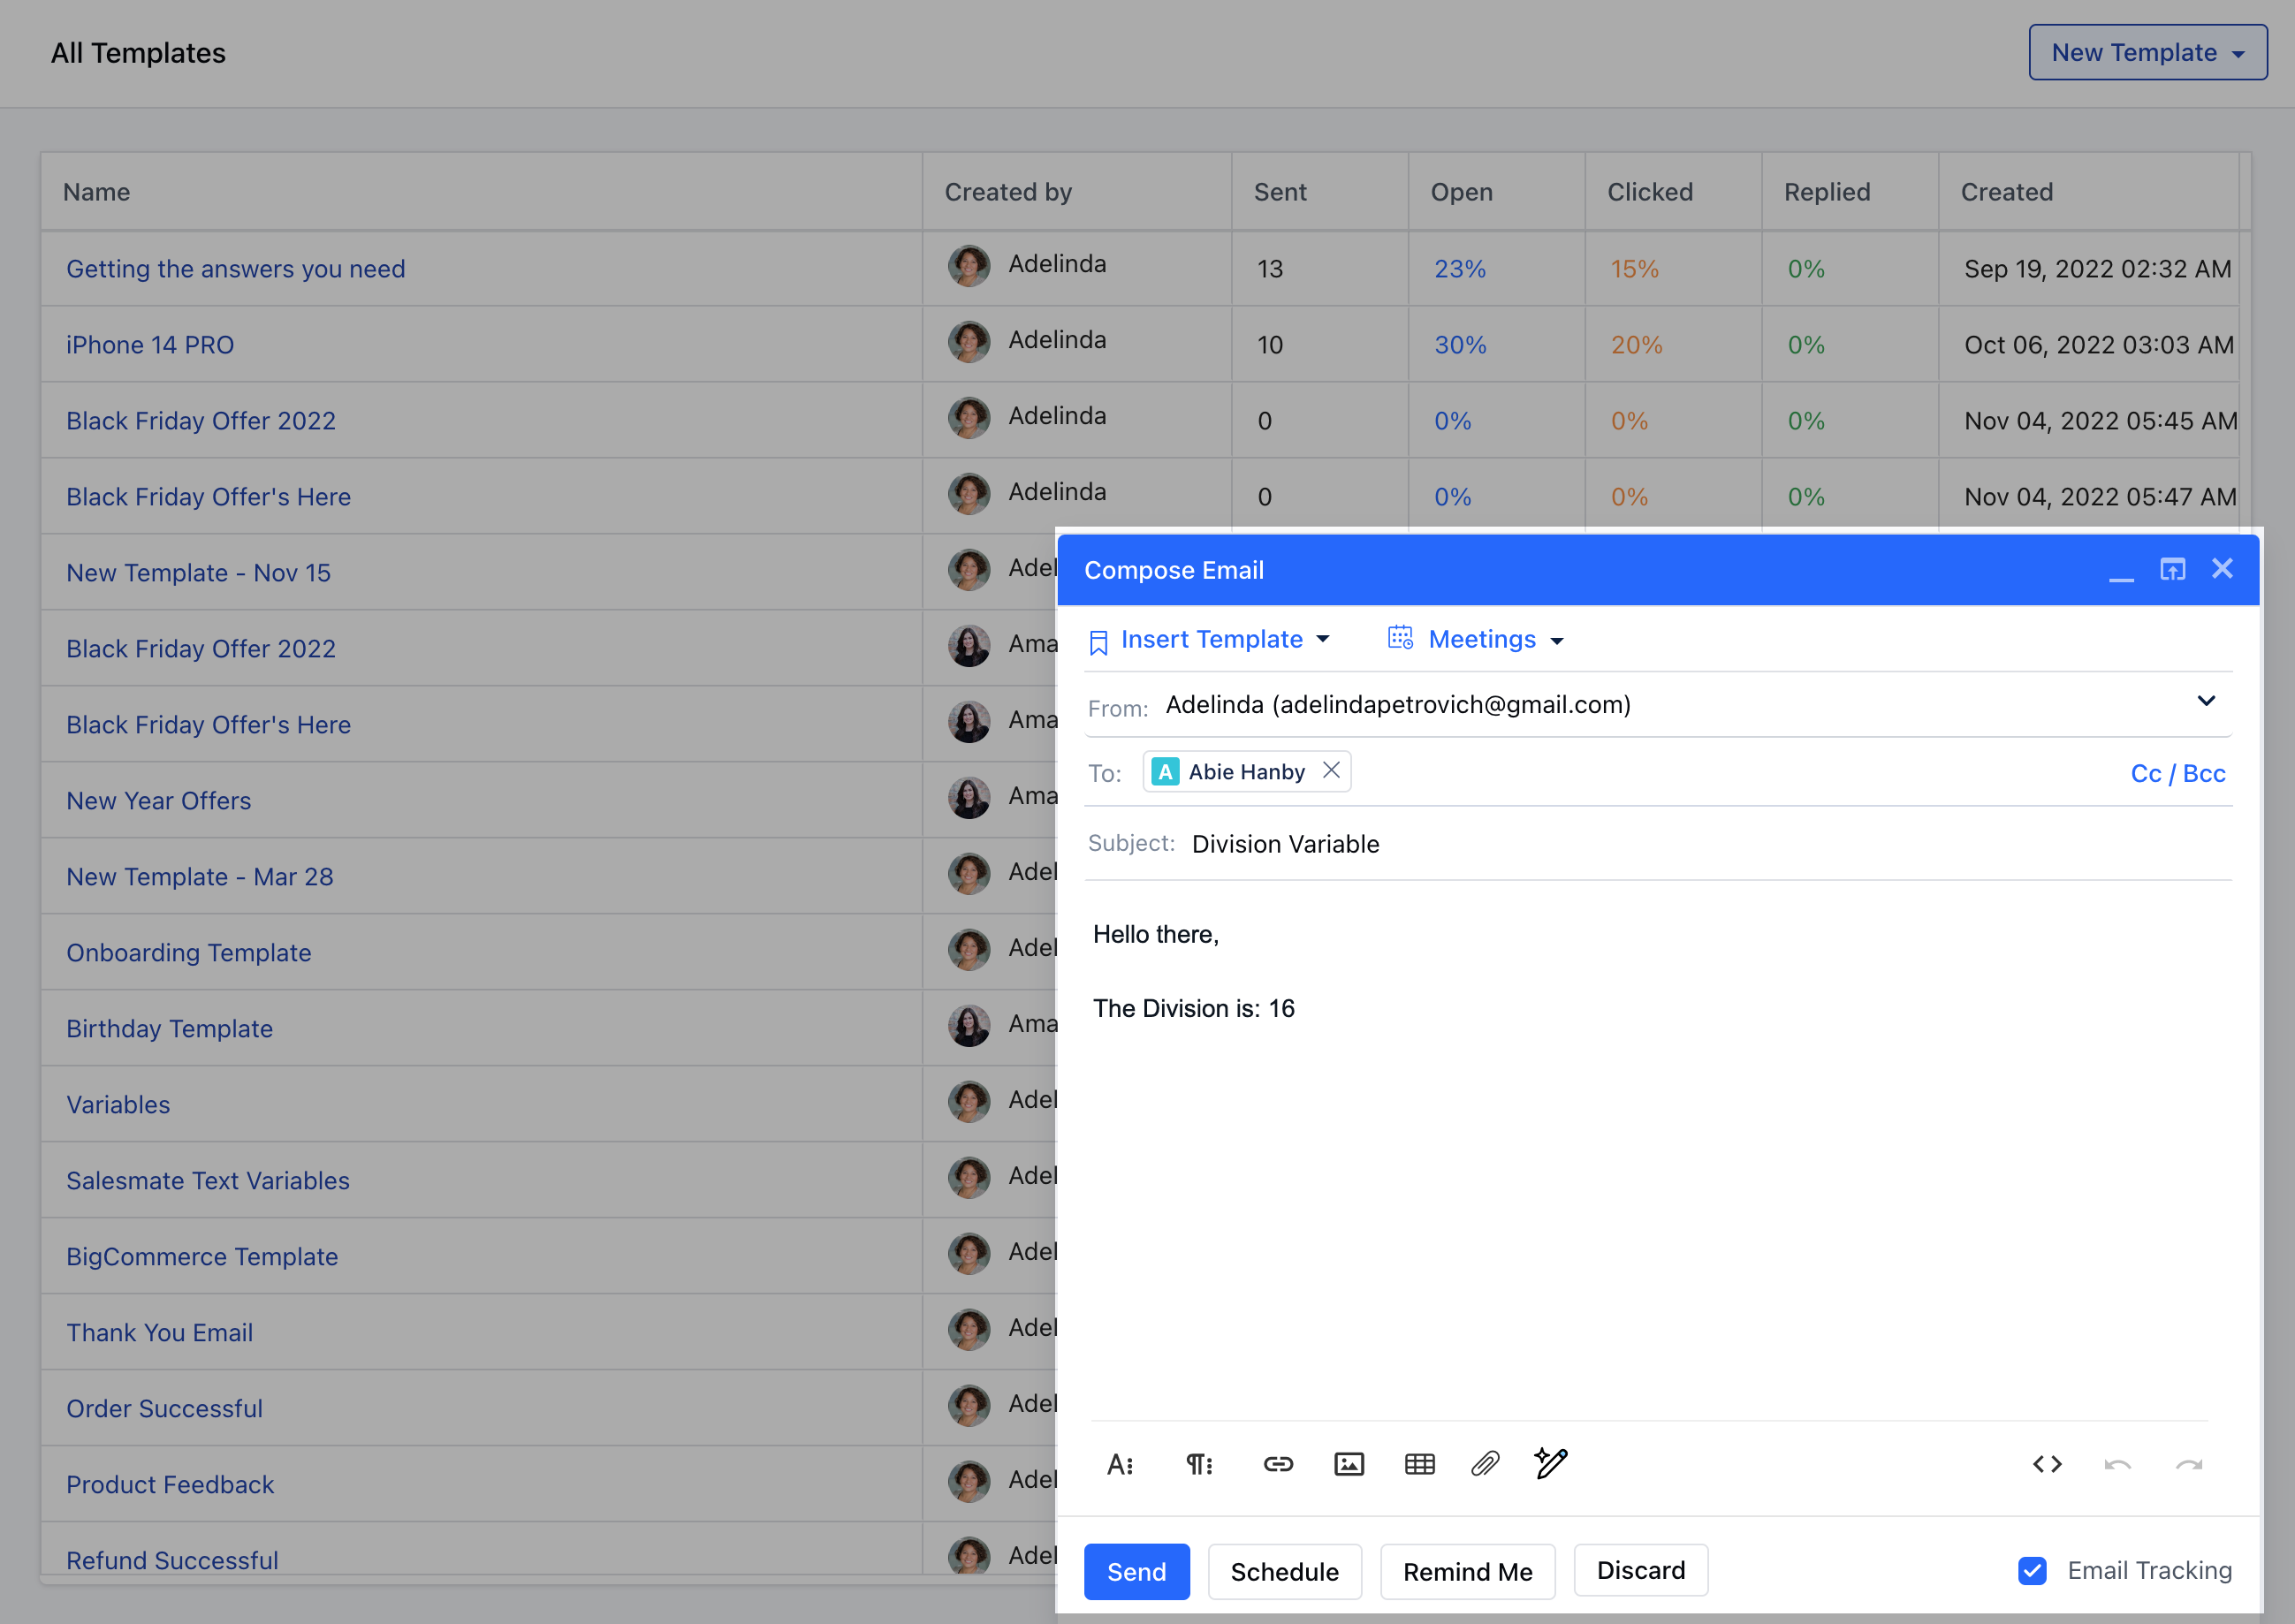 All Templates
New Template
Name Created by Sent Open Clicked Replied Created
Getting the answers you need Adelinda 13 23% 15% 0% Sep 19, 2022 02:32 AM
iPhone 14 PRO Adelinda 10 30% 20% 0% Oct 06, 2022 03:03 AM
Black Friday Offer 2022 Adelinda 0 0% 0% 0% Nov 04, 2022 05:45 AM
Black Friday Offer's Here Adelinda 0 0% 0% 0% Nov 04, 2022 05:47 AM
New Template - Nov 15 Adel
Black Friday Offer 2022 Ama
Black Friday Offer's Here Ama
New Year Offers Ama
New Template - Mar 28 Adel
Onboarding Template Adel
Birthday Template Ama
Variables Adel
Salesmate Text Variables Adel
BigCommerce Template Adel
Thank You Email Adel
Order Successful Adel
Product Feedback Adel
Refund Successful Adel
Compose Email
Insert Template Meetings
From: Adelinda (adelindapetrovich@gmail.com)
To: A Abie Hanby Cc / Bcc
Subject: Division Variable
Hello there,
The Division is: 16
Send Schedule Remind Me Discard Email Tracking